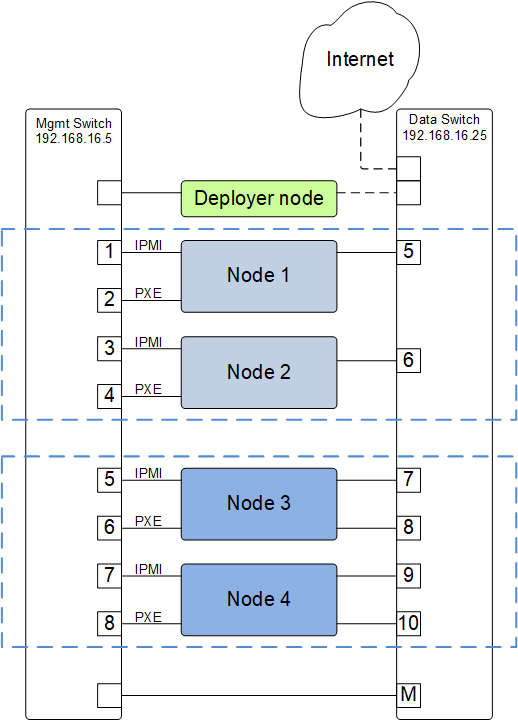 Internet
Mgmt Switch
192.168.16.5
Data Switch
192.168.16.25
Deployer node
1 IPMI Node 1 5
2 PXE
3 IPMI Node 2 6
4 PXE
5 IPMI Node 3 7
6 PXE 8
7 IPMI Node 4 9
8 PXE 10
M